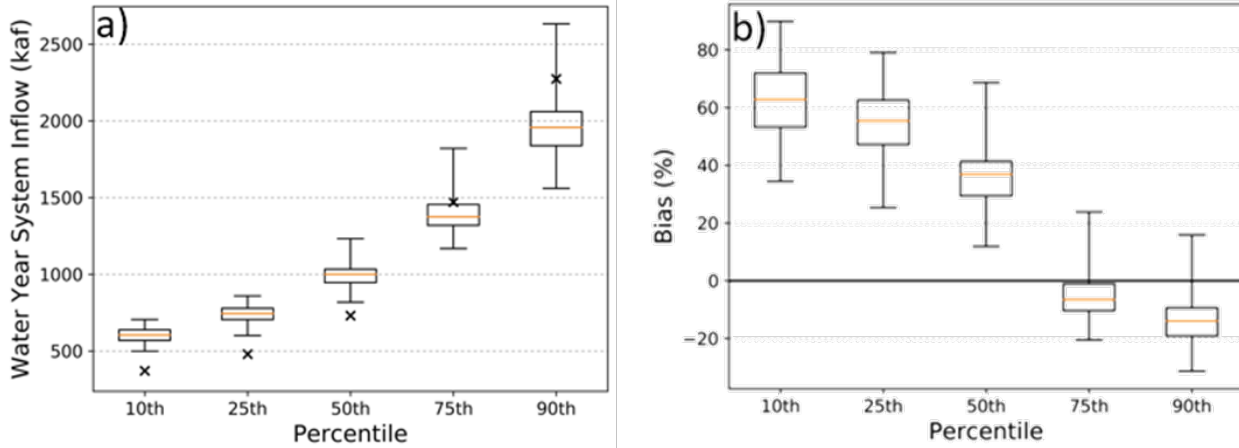 a)
Water Year System Inflow (kaf)
2500
2000
1500
1000
500
10th 25th 50th 75th 90th
Percentile
b)
Bias (%)
80
60
40
20
0
−20
10th 25th 50th 75th 90th
Percentile